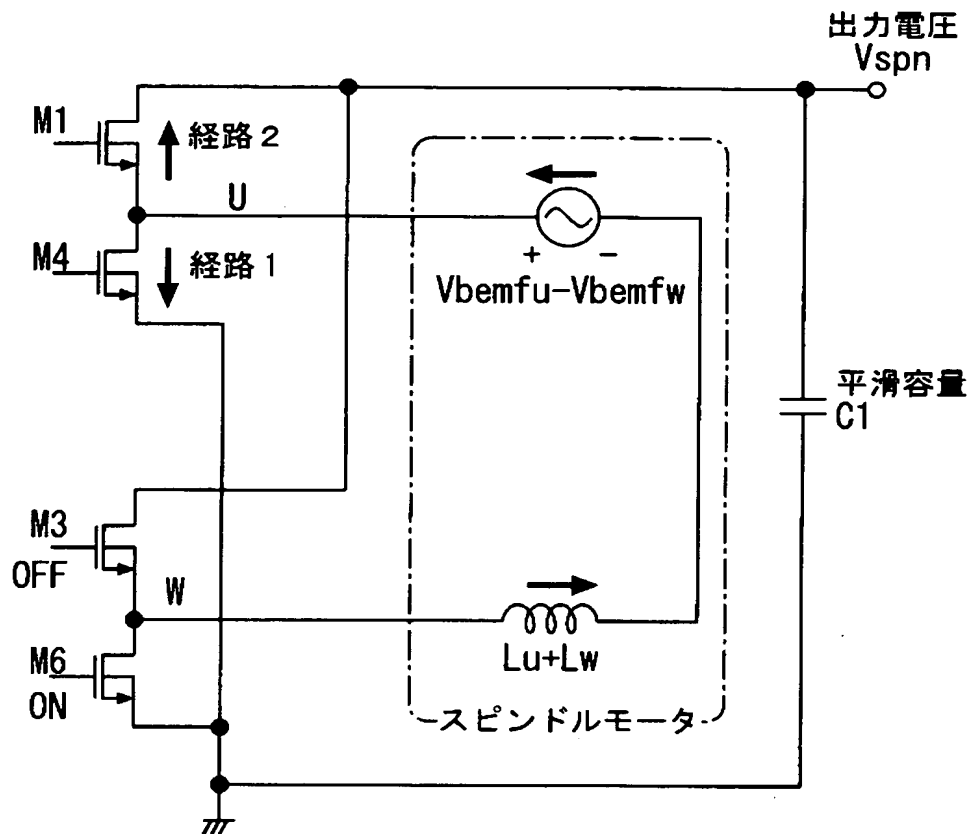 出力電圧
Vspn
M1
経路2
U
M4
経路1
+ -
Vbemfu-Vbemfw
平滑容量
C1
M3
OFF
W
M6
ON
Lu+Lw
スピンドルモータ